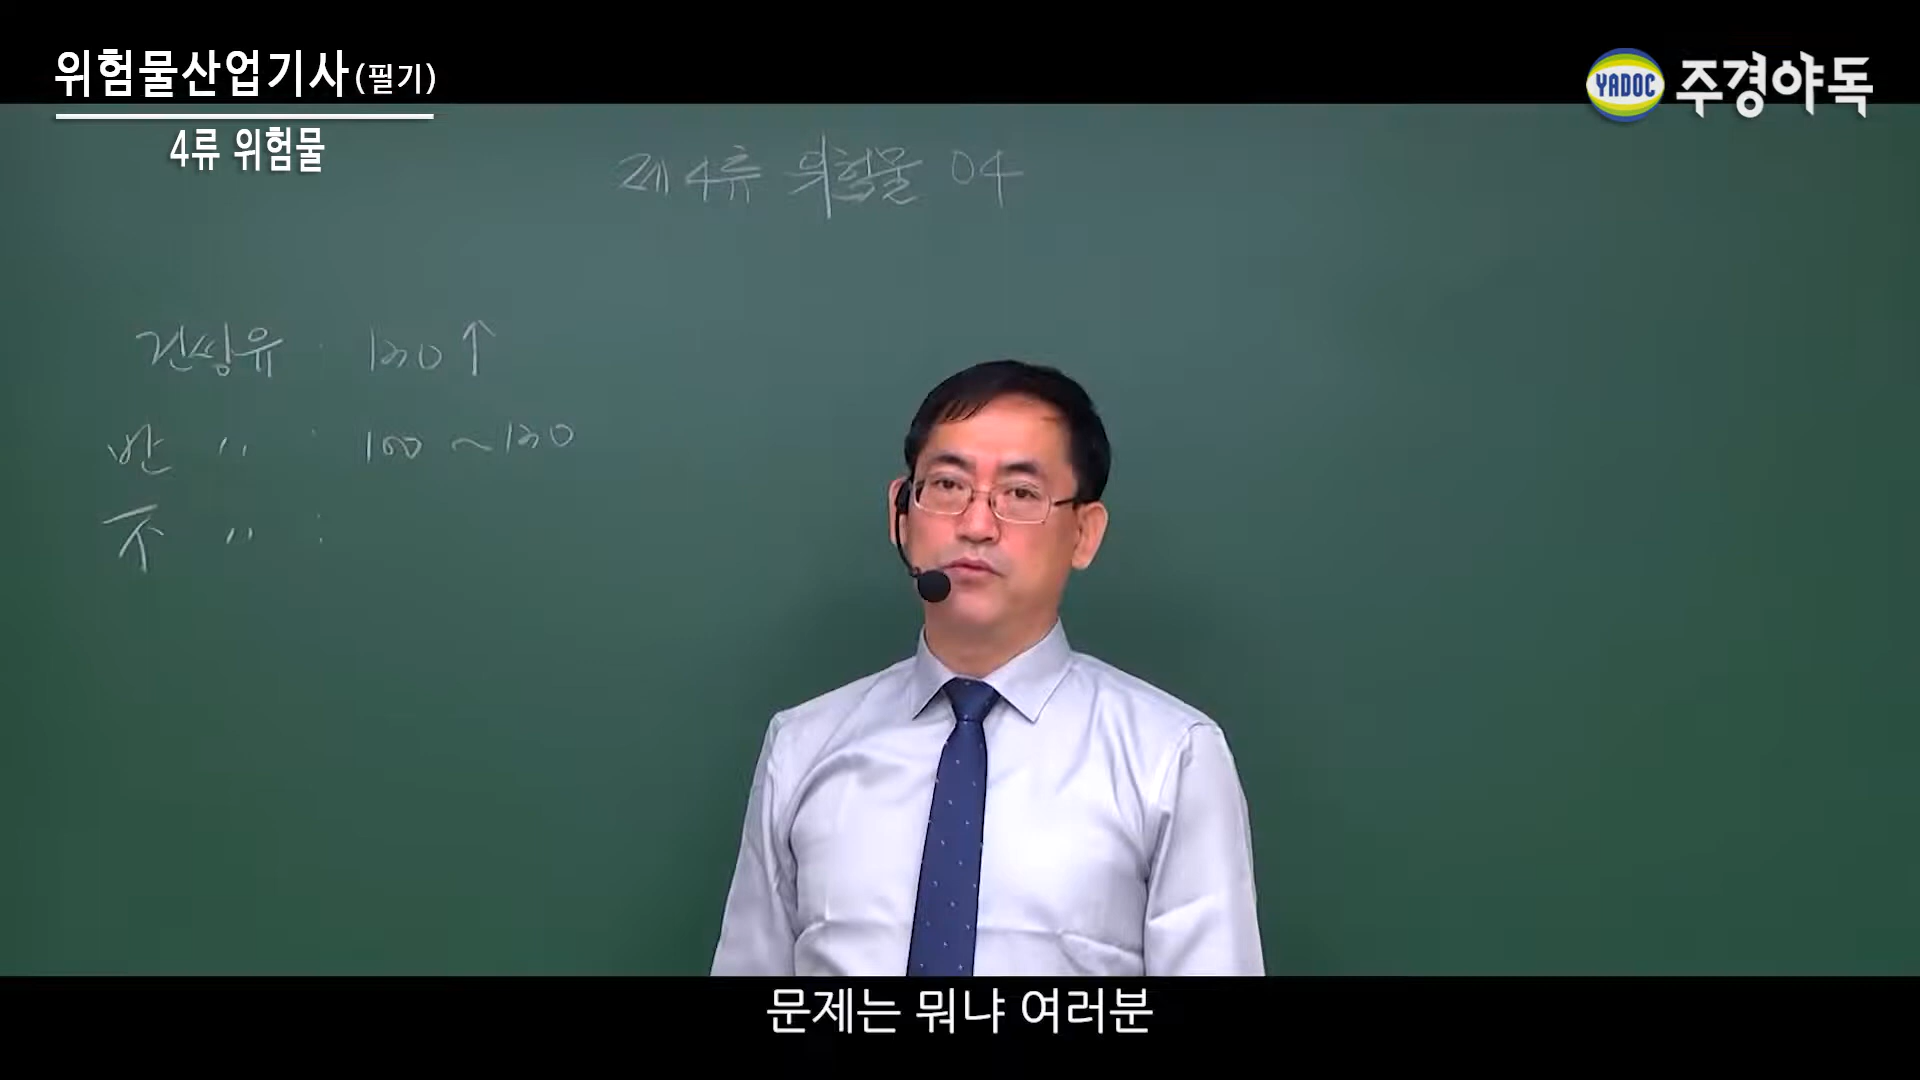 위험물산업기사(필기)
4류 위험물
YADOC 주경야독
제4류 위험물 04
건성유 : 130↑
반 〃 : 100 ~ 130
不 〃 :
문제는 뭐냐 여러분